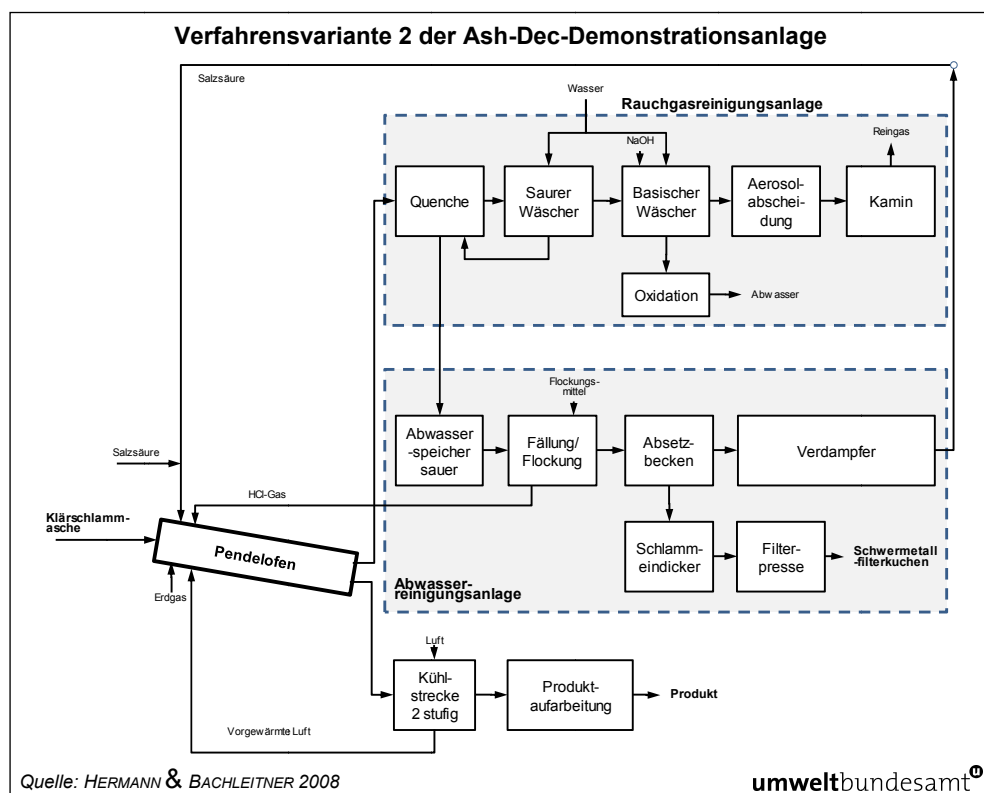 Verfahrensvariante 2 der Ash-Dec-Demonstrationsanlage
Salzsäure
Wasser
Rauchgasreinigungsanlage
NaOH
Reingas
Quenche
Saurer
Wäscher
Basischer
Wäscher
Aerosol-
abschei-
dung
Kamin
Oxidation
Abwasser
Flockungs-
mittel
Abwasser
-speicher
sauer
Fällung/
Flockung
Absetz-
becken
Verdampfer
Salzsäure
HCl-Gas
Klärschlamm-
asche
Pendelofen
Erdgas
Schlamm-
eindicker
Filter-
presse
Schwermetall
-filterkuchen
Abwasser-
reinigungsanlage
Luft
Kühl-
strecke
2 stufig
Produkt-
aufarbeitung
Produkt
Vorgewärmte Luft
Quelle: HERMANN & BACHLEITNER 2008
umweltbundesamt u